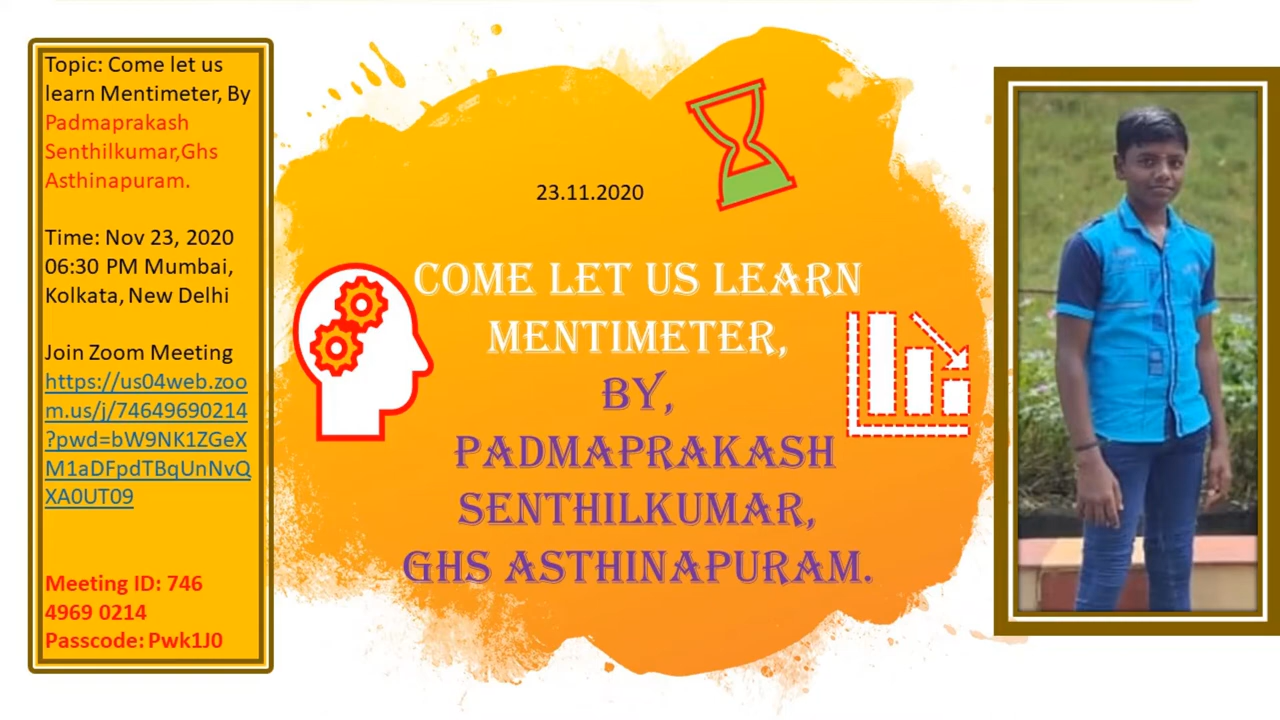 Topic: Come let us
learn Mentimeter, By
Padmaprakash
Senthilkumar,Ghs
Asthinapuram.
Time: Nov 23, 2020
06:30 PM Mumbai,
Kolkata, New Delhi
Join Zoom Meeting
https://us04web.zoo
m.us/j/74649690214
?pwd=bW9NK1ZGeX
M1aDFpdTBqUnNvQ
XA0UT09
Meeting ID: 746
4969 0214
Passcode: Pwk1J0
23.11.2020
COME LET US LEARN
MENTIMETER,
BY,
PADMAPRAKASH
SENTHILKUMAR,
GHS ASTHINAPURAM.